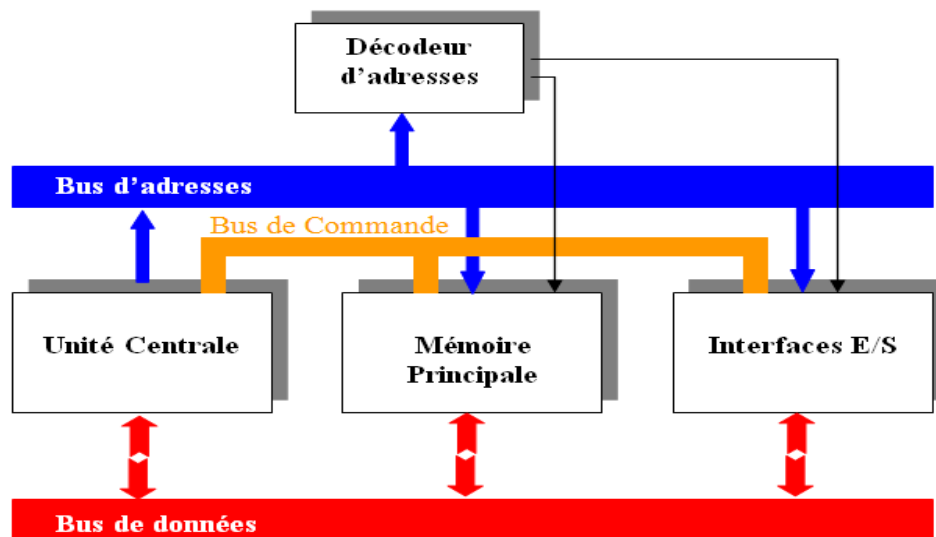 Décodeur
d'adresses
Bus d'adresses
Bus de Commande
Unité Centrale
Mémoire
Principale
Interfaces E/S
Bus de données